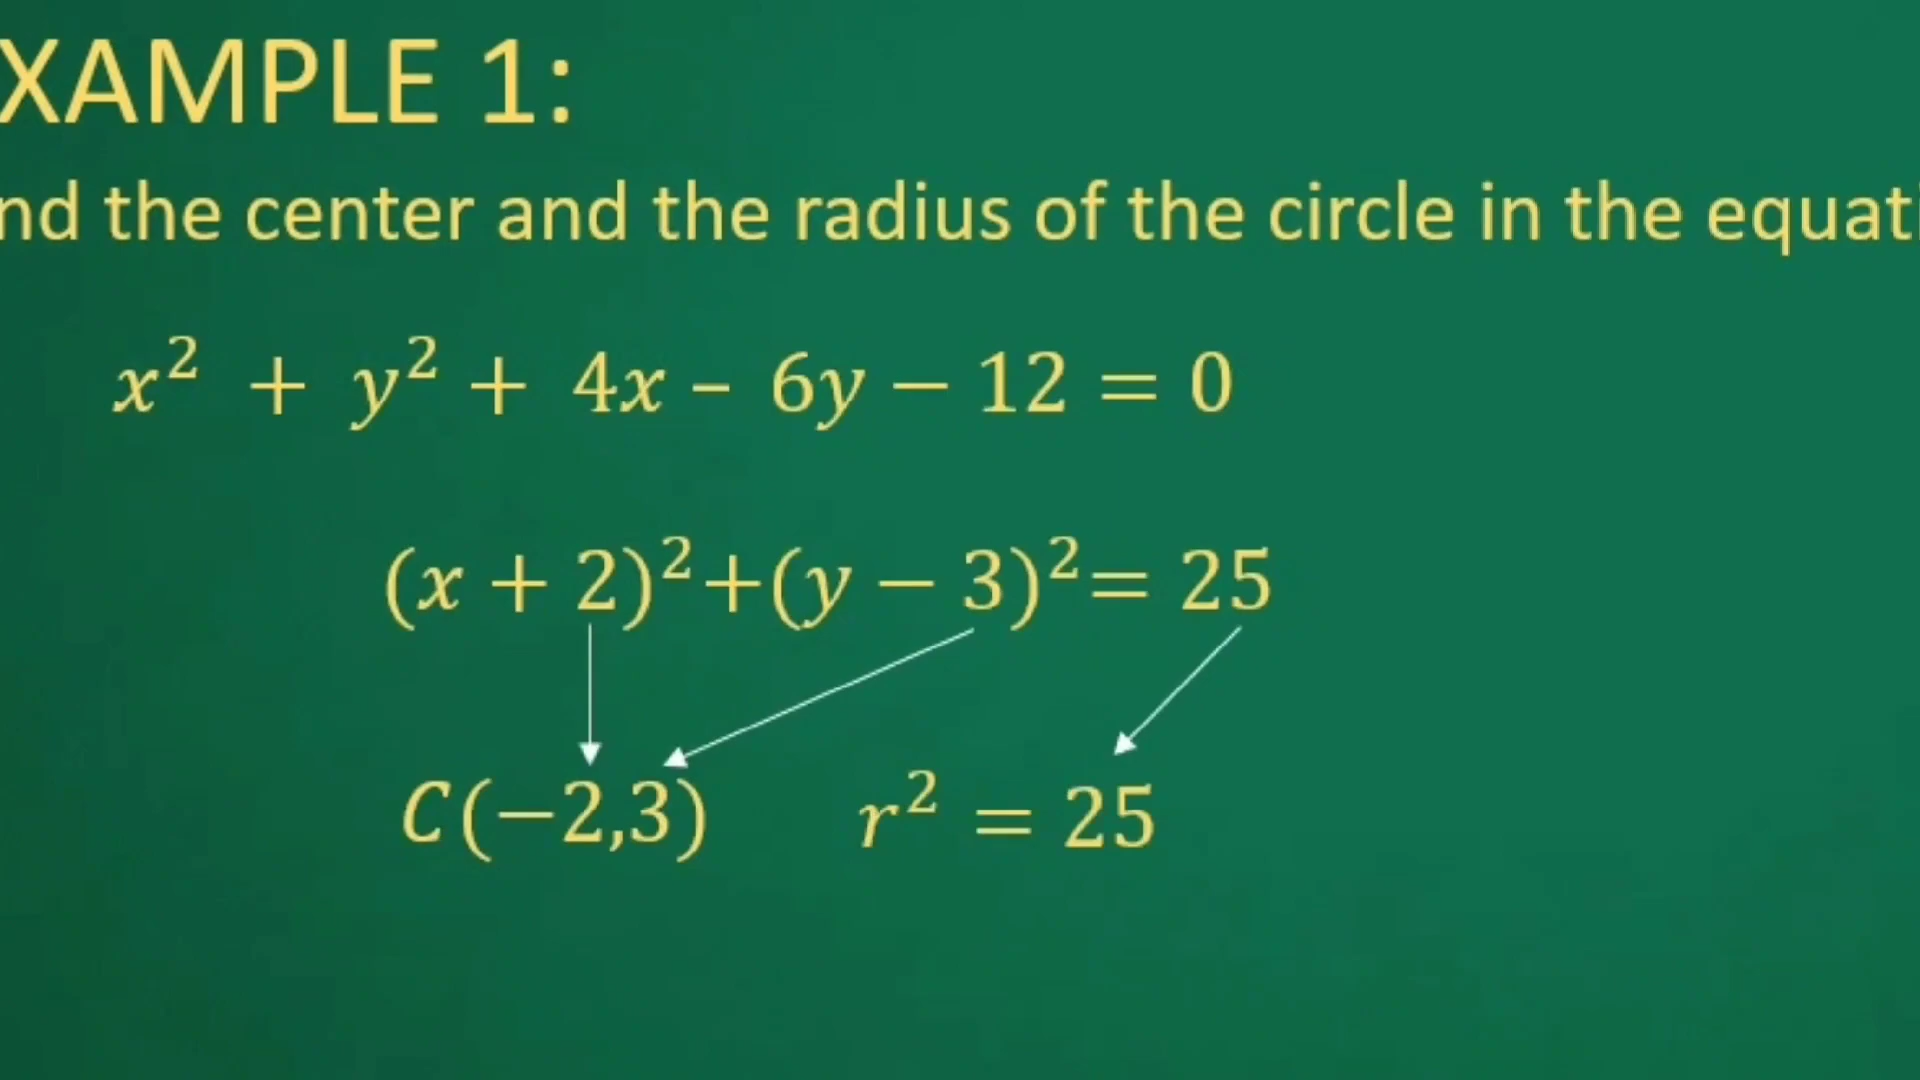 XAMPLE 1:
nd the center and the radius of the circle in the equati
x² + y² + 4x – 6y − 12 = 0
(x + 2)²+(y − 3)²= 25
C(−2,3) r² = 25